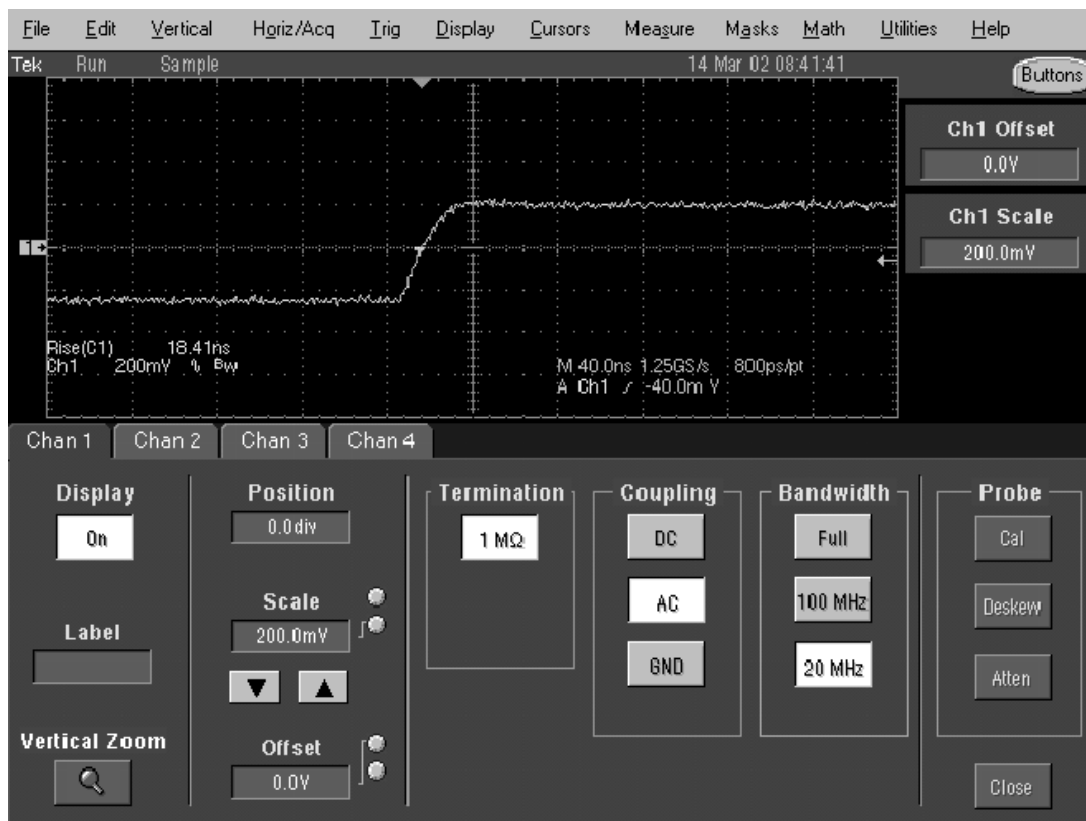 File Edit Vertical Horiz/Acq Trig Display Cursors Measure Masks Math Utilities Help
Tek Run Sample 14 Mar 02 08:41:41
Buttons
Ch1 Offset
0.0V
Ch1 Scale
200.0mV
1
Rise(C1) 18.41ns
Ch1 200mV Bw
M 40.0ns 1.25GS/s 800ps/pt
A Ch1 -40.0m V
Chan 1 Chan 2 Chan 3 Chan 4
Display
On
Label
Vertical Zoom
Position
0.0div
Scale
200.0mV
Offset
0.0V
Termination
1 MΩ
Coupling
DC
AC
GND
Bandwidth
Full
100 MHz
20 MHz
Probe
Cal
Deskew
Atten
Close